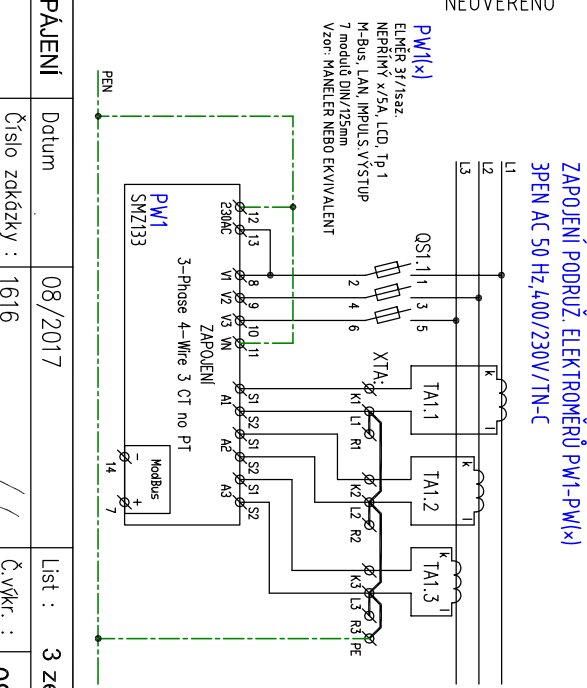 NEOVĚŘENO
ZAPOJENÍ PODRUŽ. ELEKTROMĚRŮ PW1-PW(x)
3PEN AC 50 Hz,400/230V/TN-C
L1
L2
L3
PW1(x)
ELMĚR 3f/1saz.
NEPŘÍMÝ x/5A, LCD, Tp 1
M-Bus, LAN, IMPULS.VÝSTUP
7 modulů DIN/125mm
Vzor: MANELER NEBO EKVIVALENT
QS1.1
1 3 5
2 4 6
XTA:
k TA1.1 l
k TA1.2 l
k TA1.3 l
K1 L1 R1 K2 L2 R2 K3 L3 R3 PE
12 13 8 9 10 11 S1 S2 S1 S2 S1 S2
230AC V1 V2 V3 VN A1 A2 A3
PW1
SMZ133
ZAPOJENÍ
3-Phase 4-Wire 3 CT no PT
ModBus
- +
14 7
PEN
PÁJENÍ
Datum 08/2017 List : 3
Číslo zakázky : 1616 Č.výkr. :